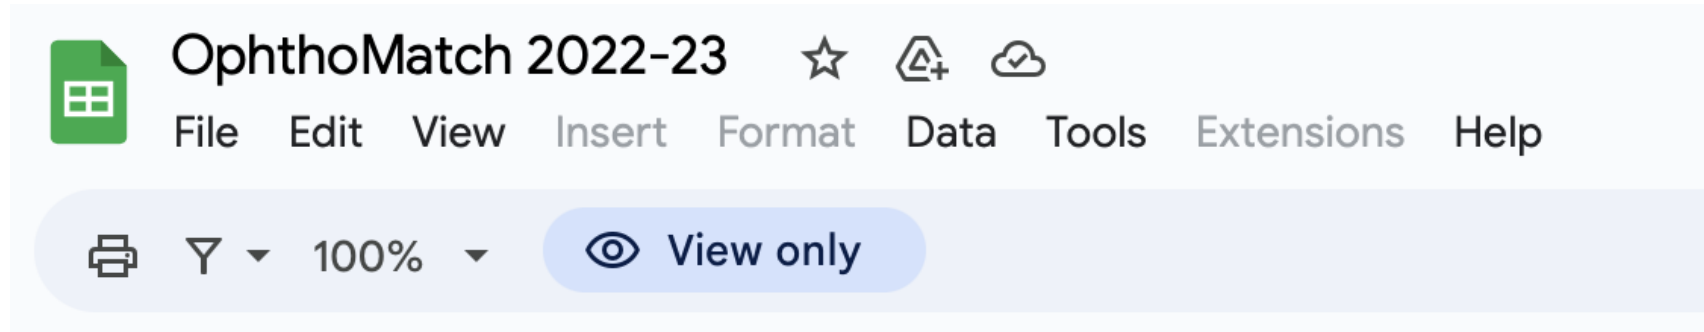 OphthoMatch 2022-23
File Edit View Insert Format Data Tools Extensions Help
100% View only